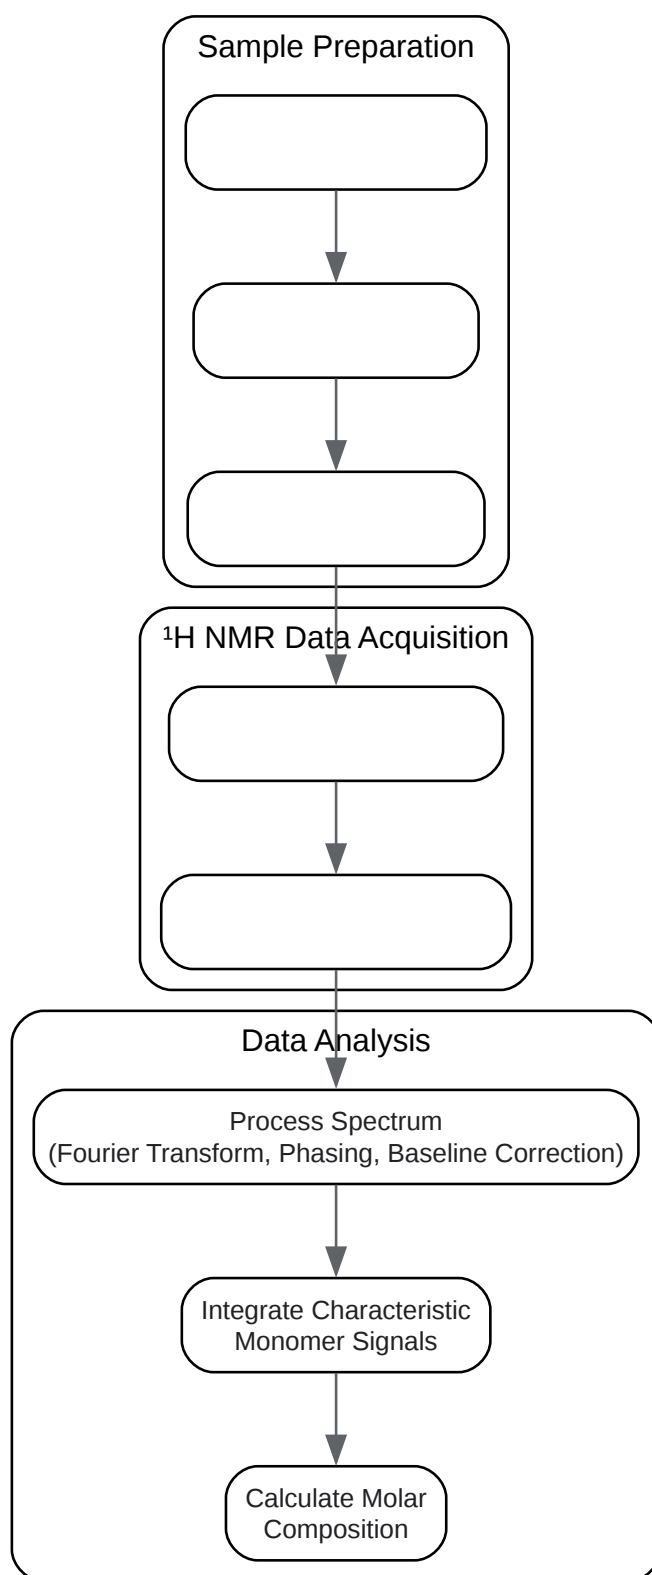 Sample Preparation
¹H NMR Data Acquisition
Data Analysis
Process Spectrum
(Fourier Transform, Phasing, Baseline Correction)
Integrate Characteristic
Monomer Signals
Calculate Molar
Composition